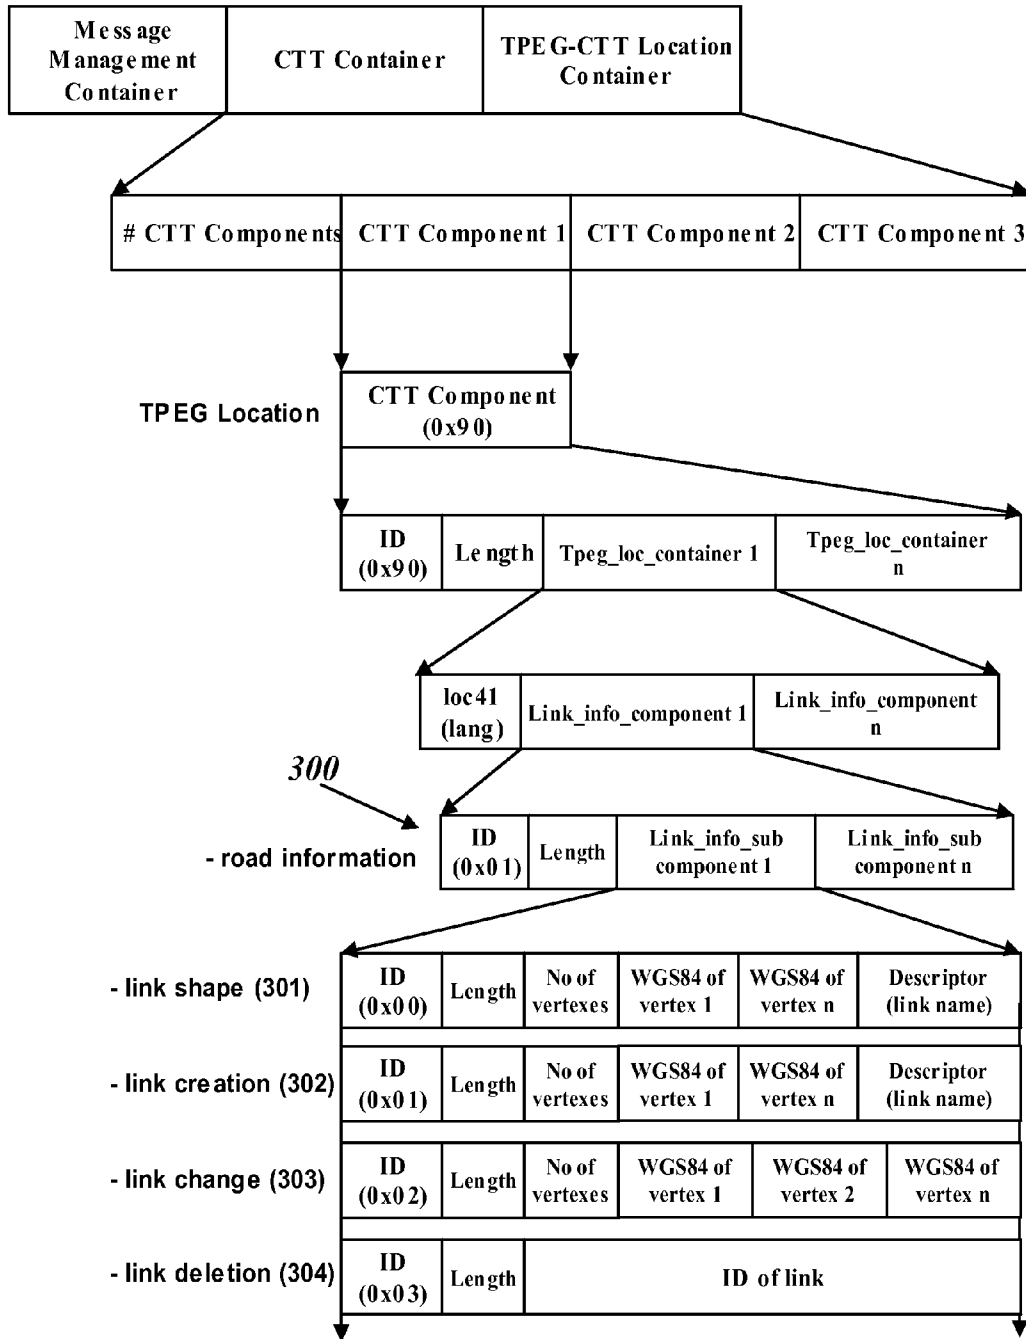 Message
Management
Container
CTT Container
TPEG-CTT Location
Container
# CTT Components
CTT Component 1
CTT Component 2
CTT Component 3
TPEG Location
CTT Component
(0x90)
ID
(0x90)
Length
Tpeg_loc_container 1
Tpeg_loc_container
n
loc41
(lang)
Link_info_component 1
Link_info_component
n
300
- road information
ID
(0x01)
Length
Link_info_sub
component 1
Link_info_sub
component n
- link shape (301)
ID
(0x00)
Length
No of
vertexes
WGS84 of
vertex 1
WGS84 of
vertex n
Descriptor
(link name)
- link creation (302)
ID
(0x01)
Length
No of
vertexes
WGS84 of
vertex 1
WGS84 of
vertex n
Descriptor
(link name)
- link change (303)
ID
(0x02)
Length
No of
vertexes
WGS84 of
vertex 1
WGS84 of
vertex 2
WGS84 of
vertex n
- link deletion (304)
ID
(0x03)
Length
ID of link